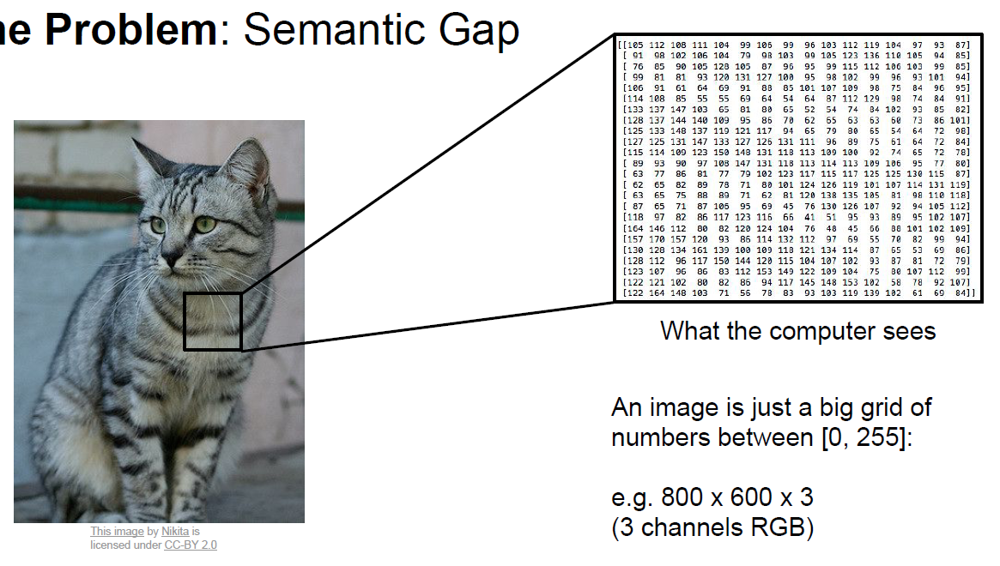 e Problem: Semantic Gap
[[105 112 108 111 104 99 106 99 96 103 112 119 104 97 93 87]
[ 91 98 102 106 104 79 98 103 99 105 123 136 110 105 94 85]
[ 76 85 90 105 128 105 87 96 95 99 115 112 106 103 99 85]
[ 99 81 81 93 120 131 127 100 95 98 102 99 96 93 101 94]
[106 91 61 64 69 91 88 85 101 107 109 98 75 84 96 95]
[114 108 85 55 55 69 64 54 64 87 112 129 98 74 84 91]
[133 137 147 103 65 81 80 65 52 54 74 84 102 93 85 82]
[128 137 144 140 109 95 86 70 62 65 63 63 60 73 86 101]
[125 133 148 137 119 121 117 94 65 79 80 65 54 64 72 98]
[127 125 131 147 133 127 126 131 111 96 89 75 61 64 72 84]
[115 114 109 123 150 148 131 118 113 109 100 92 74 65 72 78]
[ 89 93 90 97 108 147 131 118 113 114 113 109 106 95 77 80]
[ 63 77 86 81 77 79 102 123 117 115 117 125 125 130 115 87]
[ 62 65 82 89 78 71 80 101 124 126 119 101 107 114 131 119]
[ 63 65 75 88 89 71 62 81 120 138 135 105 81 98 110 118]
[ 87 65 71 87 106 95 69 45 76 130 126 107 92 94 105 112]
[118 97 82 86 117 123 116 66 41 51 95 93 89 95 102 107]
[164 146 112 80 82 120 124 104 76 48 45 66 88 101 102 109]
[157 170 157 120 93 86 114 132 112 97 69 55 70 82 99 94]
[130 128 134 161 139 100 109 118 121 134 114 87 65 53 69 86]
[128 112 96 117 150 144 120 115 104 107 102 93 87 81 72 79]
[123 107 96 86 83 112 153 149 122 109 104 75 80 107 112 99]
[122 121 102 80 82 86 94 117 145 148 153 102 58 78 92 107]
[122 164 148 103 71 56 78 83 93 103 119 139 102 61 69 84]]
What the computer sees
An image is just a big grid of
numbers between [0, 255]:
e.g. 800 x 600 x 3
(3 channels RGB)
This image by Nikita is
licensed under CC-BY 2.0